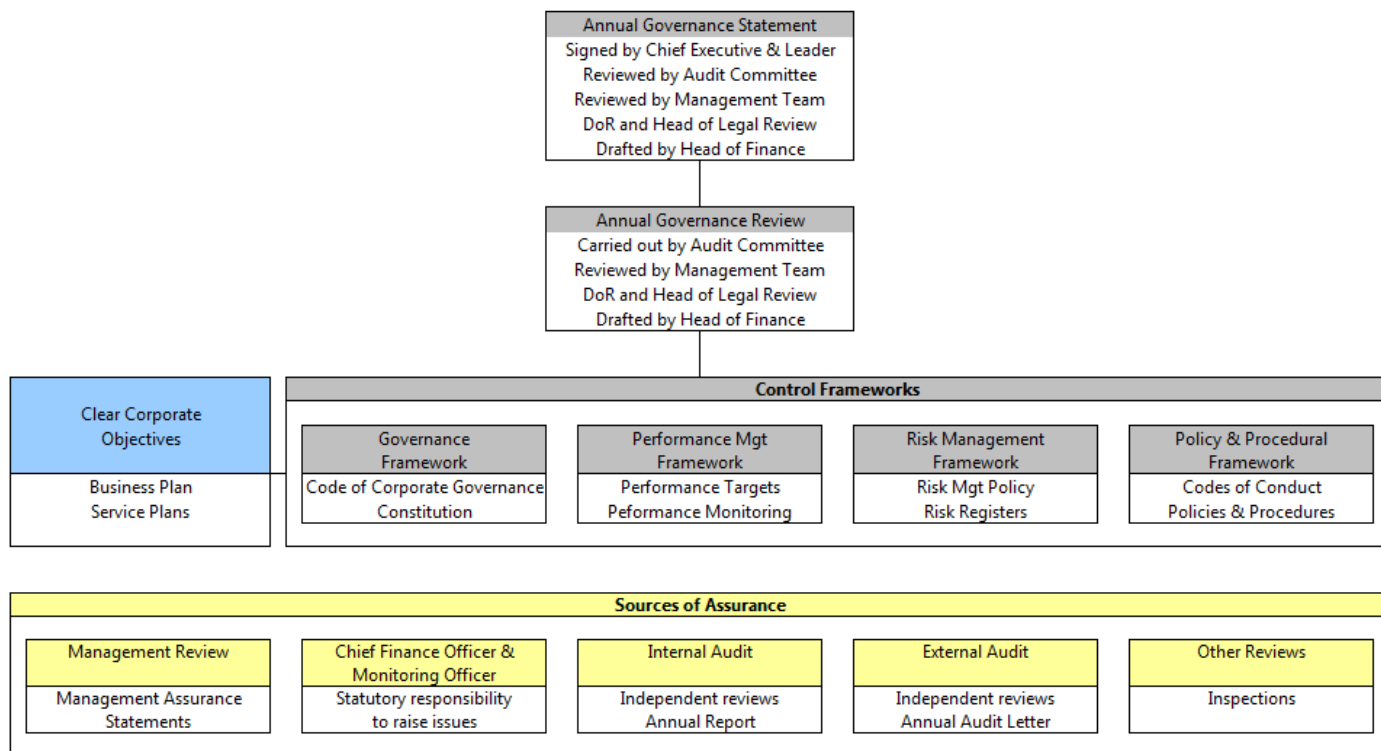 Annual Governance Statement
Signed by Chief Executive & Leader
Reviewed by Audit Committee
Reviewed by Management Team
DoR and Head of Legal Review
Drafted by Head of Finance
Annual Governance Review
Carried out by Audit Committee
Reviewed by Management Team
DoR and Head of Legal Review
Drafted by Head of Finance
Clear Corporate
Objectives
Business Plan
Service Plans
Control Frameworks
Governance
Framework
Code of Corporate Governance
Constitution
Performance Mgt
Framework
Performance Targets
Peformance Monitoring
Risk Management
Framework
Risk Mgt Policy
Risk Registers
Policy & Procedural
Framework
Codes of Conduct
Policies & Procedures
Sources of Assurance
Management Review
Management Assurance
Statements
Chief Finance Officer &
Monitoring Officer
Statutory responsibility
to raise issues
Internal Audit
Independent reviews
Annual Report
External Audit
Independent reviews
Annual Audit Letter
Other Reviews
Inspections